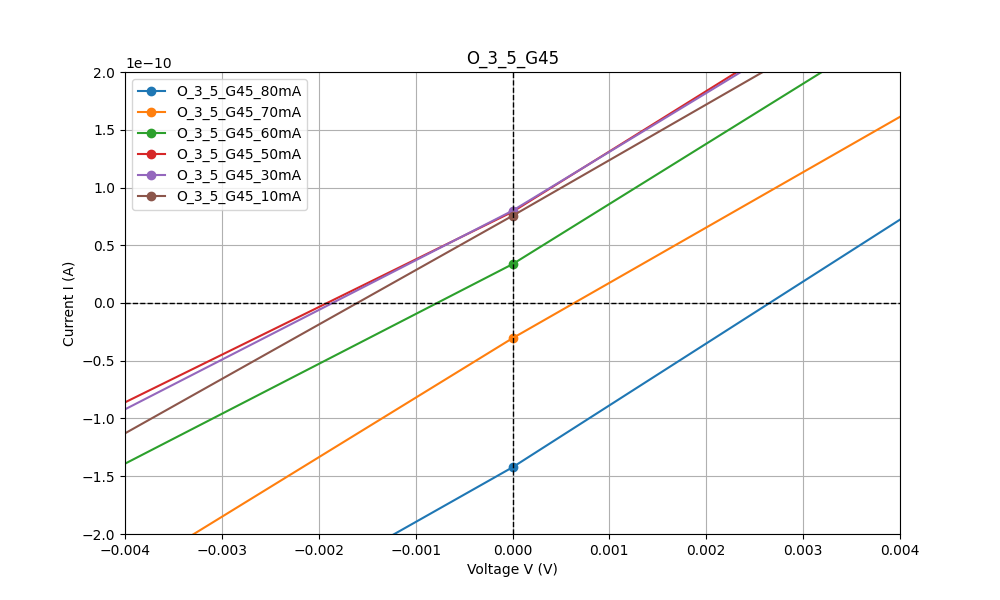 O_3_5_G45
1e−10
O_3_5_G45_80mA
O_3_5_G45_70mA
O_3_5_G45_60mA
O_3_5_G45_50mA
O_3_5_G45_30mA
O_3_5_G45_10mA
2.0
1.5
1.0
0.5
0.0
−0.5
−1.0
−1.5
−2.0
Current I (A)
−0.004 −0.003 −0.002 −0.001 0.000 0.001 0.002 0.003 0.004
Voltage V (V)